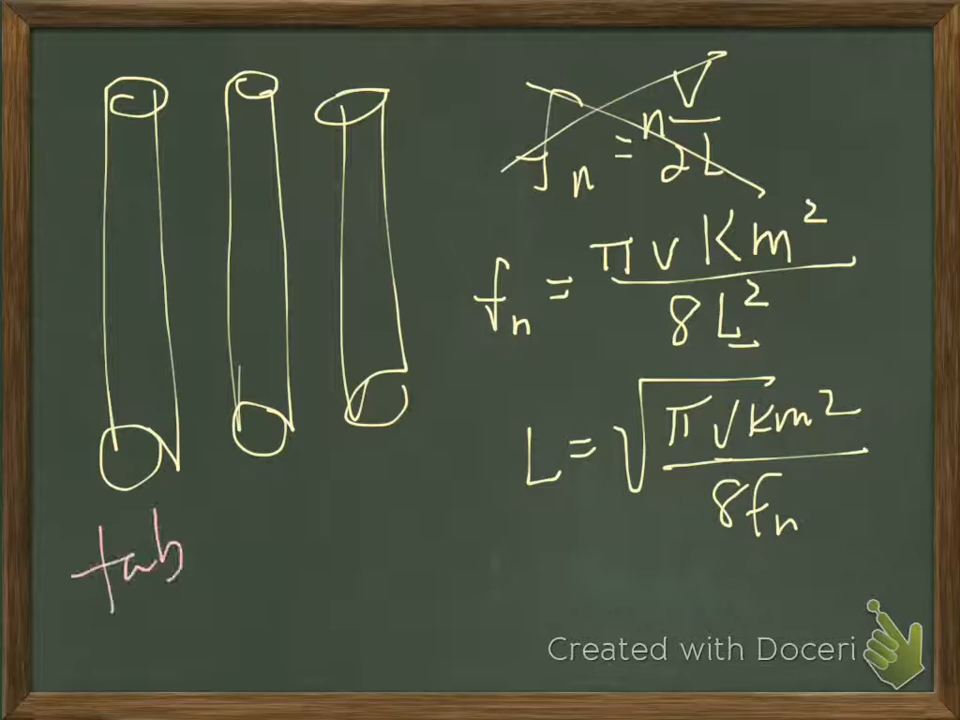 fn = n V/2L
fn = πvKm²/8L²
L = √(πvKm²/8fn)
tab
Created with Doceri